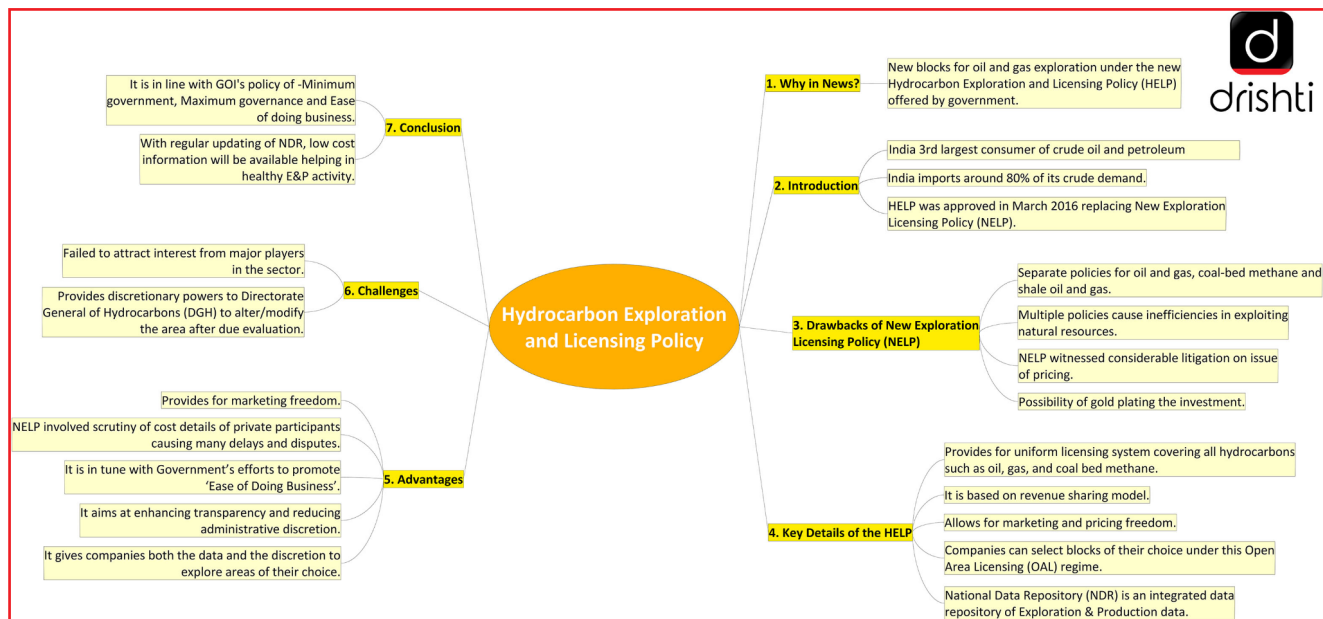 d
drishti
Hydrocarbon Exploration
and Licensing Policy
1. Why in News?
New blocks for oil and gas exploration under the new
Hydrocarbon Exploration and Licensing Policy (HELP)
offered by government.
2. Introduction
India 3rd largest consumer of crude oil and petroleum
India imports around 80% of its crude demand.
HELP was approved in March 2016 replacing New Exploration
Licensing Policy (NELP).
3. Drawbacks of New Exploration
Licensing Policy (NELP)
Separate policies for oil and gas, coal-bed methane and
shale oil and gas.
Multiple policies cause inefficiencies in exploiting
natural resources.
NELP witnessed considerable litigation on issue
of pricing.
Possibility of gold plating the investment.
4. Key Details of the HELP
Provides for uniform licensing system covering all hydrocarbons
such as oil, gas, and coal bed methane.
It is based on revenue sharing model.
Allows for marketing and pricing freedom.
Companies can select blocks of their choice under this Open
Area Licensing (OAL) regime.
National Data Repository (NDR) is an integrated data
repository of Exploration & Production data.
5. Advantages
Provides for marketing freedom.
NELP involved scrutiny of cost details of private participants
causing many delays and disputes.
It is in tune with Government’s efforts to promote
‘Ease of Doing Business’.
It aims at enhancing transparency and reducing
administrative discretion.
It gives companies both the data and the discretion to
explore areas of their choice.
6. Challenges
Failed to attract interest from major players
in the sector.
Provides discretionary powers to Directorate
General of Hydrocarbons (DGH) to alter/modify
the area after due evaluation.
7. Conclusion
It is in line with GOI's policy of -Minimum
government, Maximum governance and Ease
of doing business.
With regular updating of NDR, low cost
information will be available helping in
healthy E&P activity.